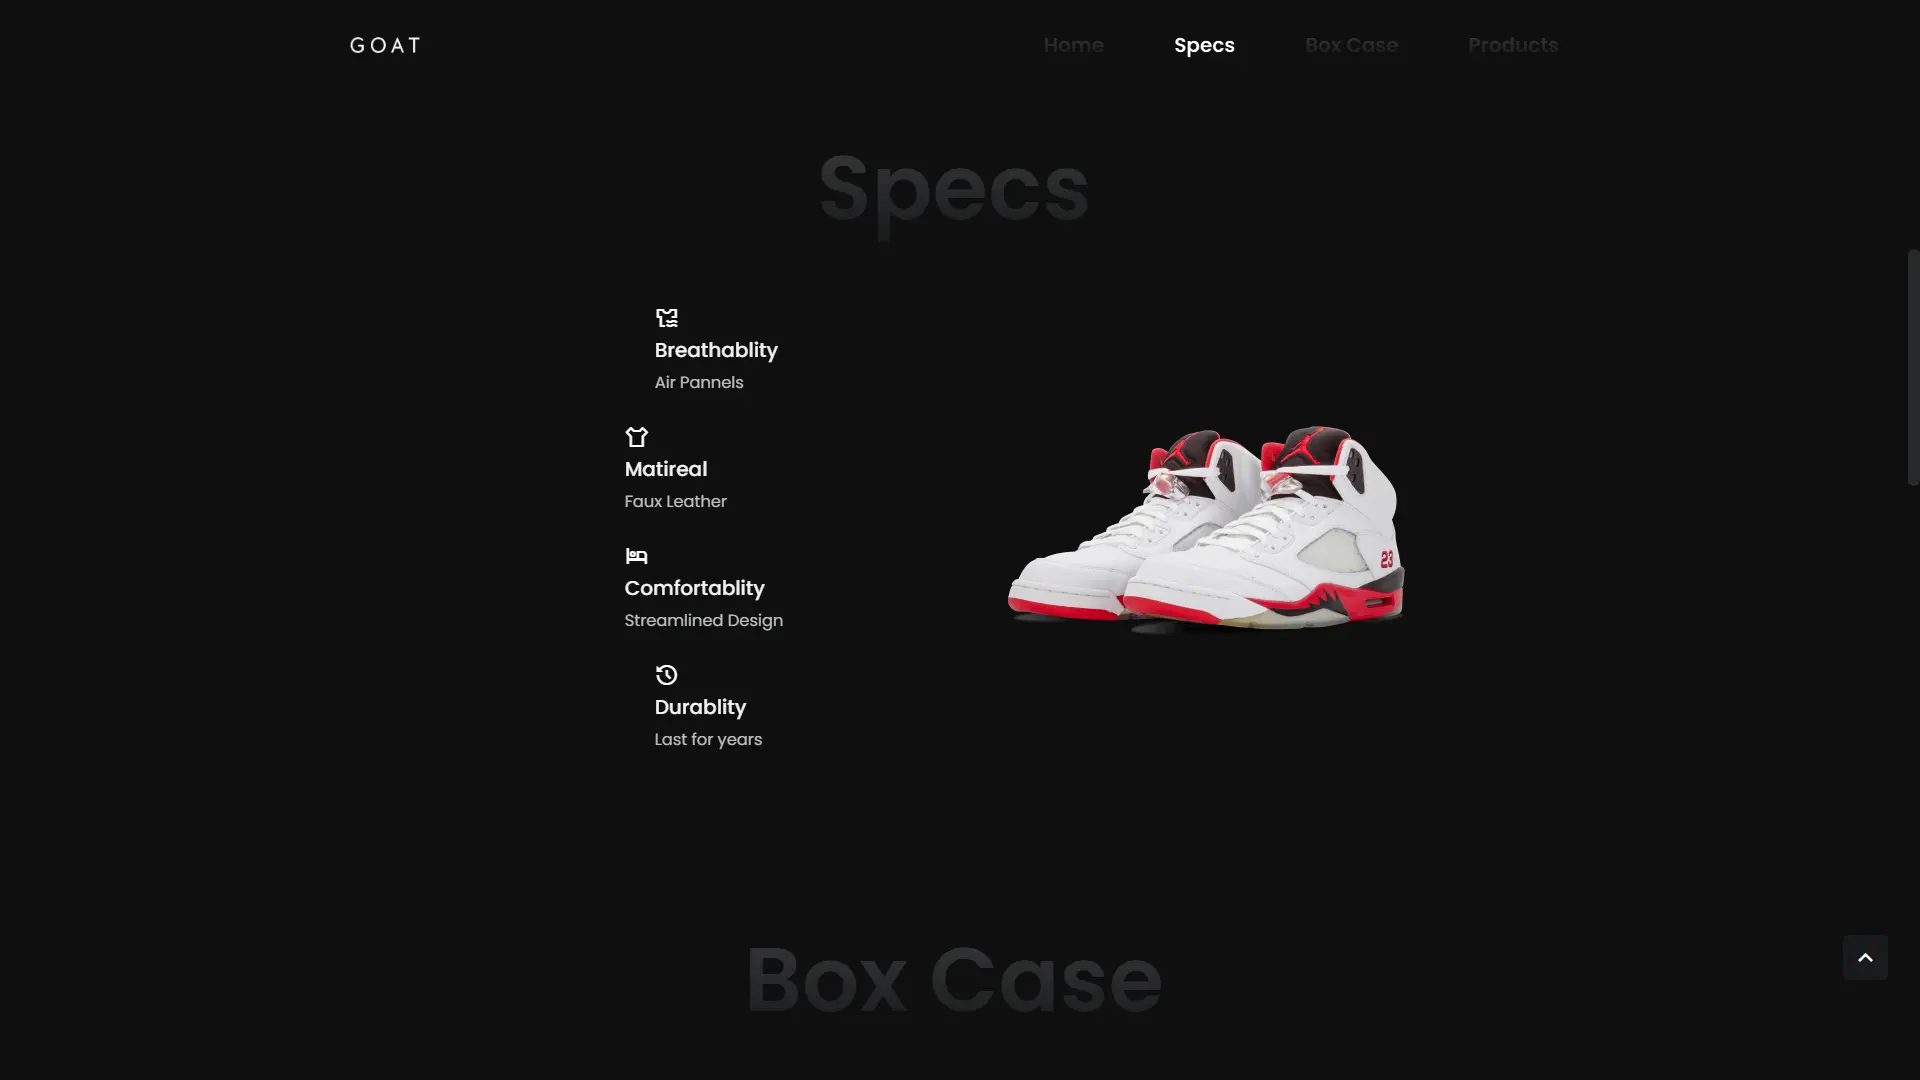 GOAT
Home
Specs
Box Case
Products
Specs
Breathablity
Air Pannels
Matireal
Faux Leather
Comfortablity
Streamlined Design
Durablity
Last for years
23
Box Case